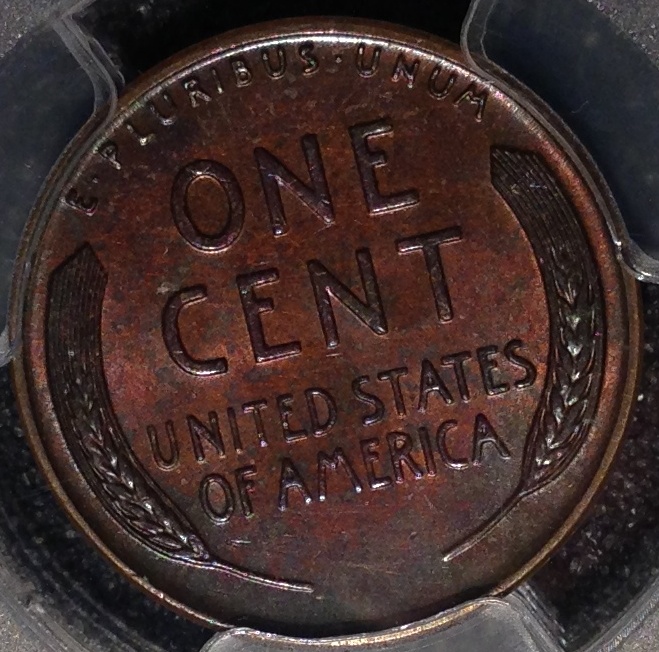 E·PLURIBUS·UNUM
ONE
CENT
UNITED STATES
OF AMERICA